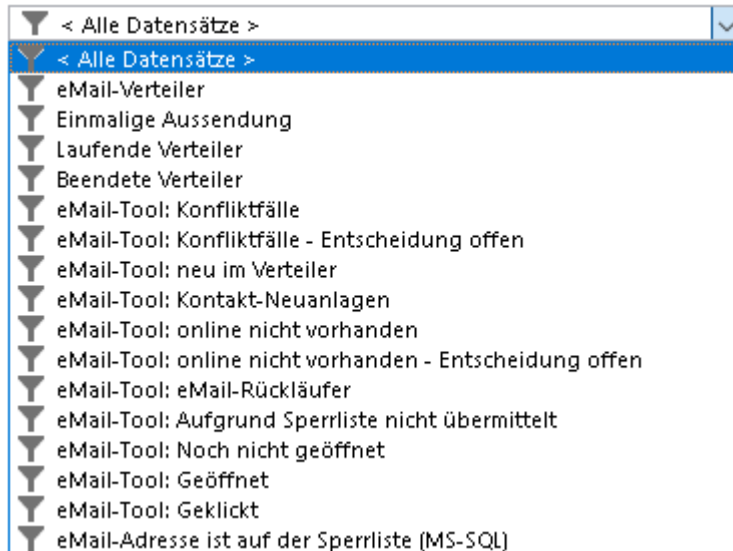 < Alle Datensätze >
< Alle Datensätze >
eMail-Verteiler
Einmalige Aussendung
Laufende Verteiler
Beendete Verteiler
eMail-Tool: Konfliktfälle
eMail-Tool: Konfliktfälle - Entscheidung offen
eMail-Tool: neu im Verteiler
eMail-Tool: Kontakt-Neuanlagen
eMail-Tool: online nicht vorhanden
eMail-Tool: online nicht vorhanden - Entscheidung offen
eMail-Tool: eMail-Rückläufer
eMail-Tool: Aufgrund Sperrliste nicht übermittelt
eMail-Tool: Noch nicht geöffnet
eMail-Tool: Geöffnet
eMail-Tool: Geklickt
eMail-Adresse ist auf der Sperrliste (MS-SQL)